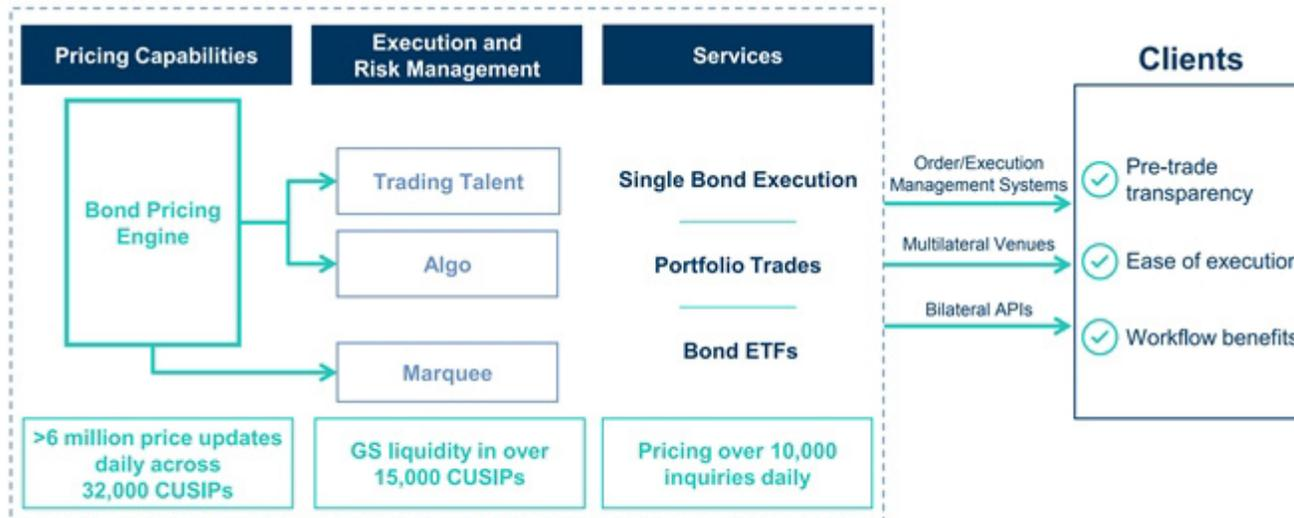 Pricing Capabilities
Execution and
Risk Management
Services
Clients
Bond Pricing
Engine
Trading Talent
Algo
Marquee
Single Bond Execution
Portfolio Trades
Bond ETFs
Order/Execution
Management Systems
Multilateral Venues
Bilateral APIs
Pre-trade
transparency
Ease of execution
Workflow benefits
>6 million price updates
daily across
32,000 CUSIPs
GS liquidity in over
15,000 CUSIPs
Pricing over 10,000
inquiries daily